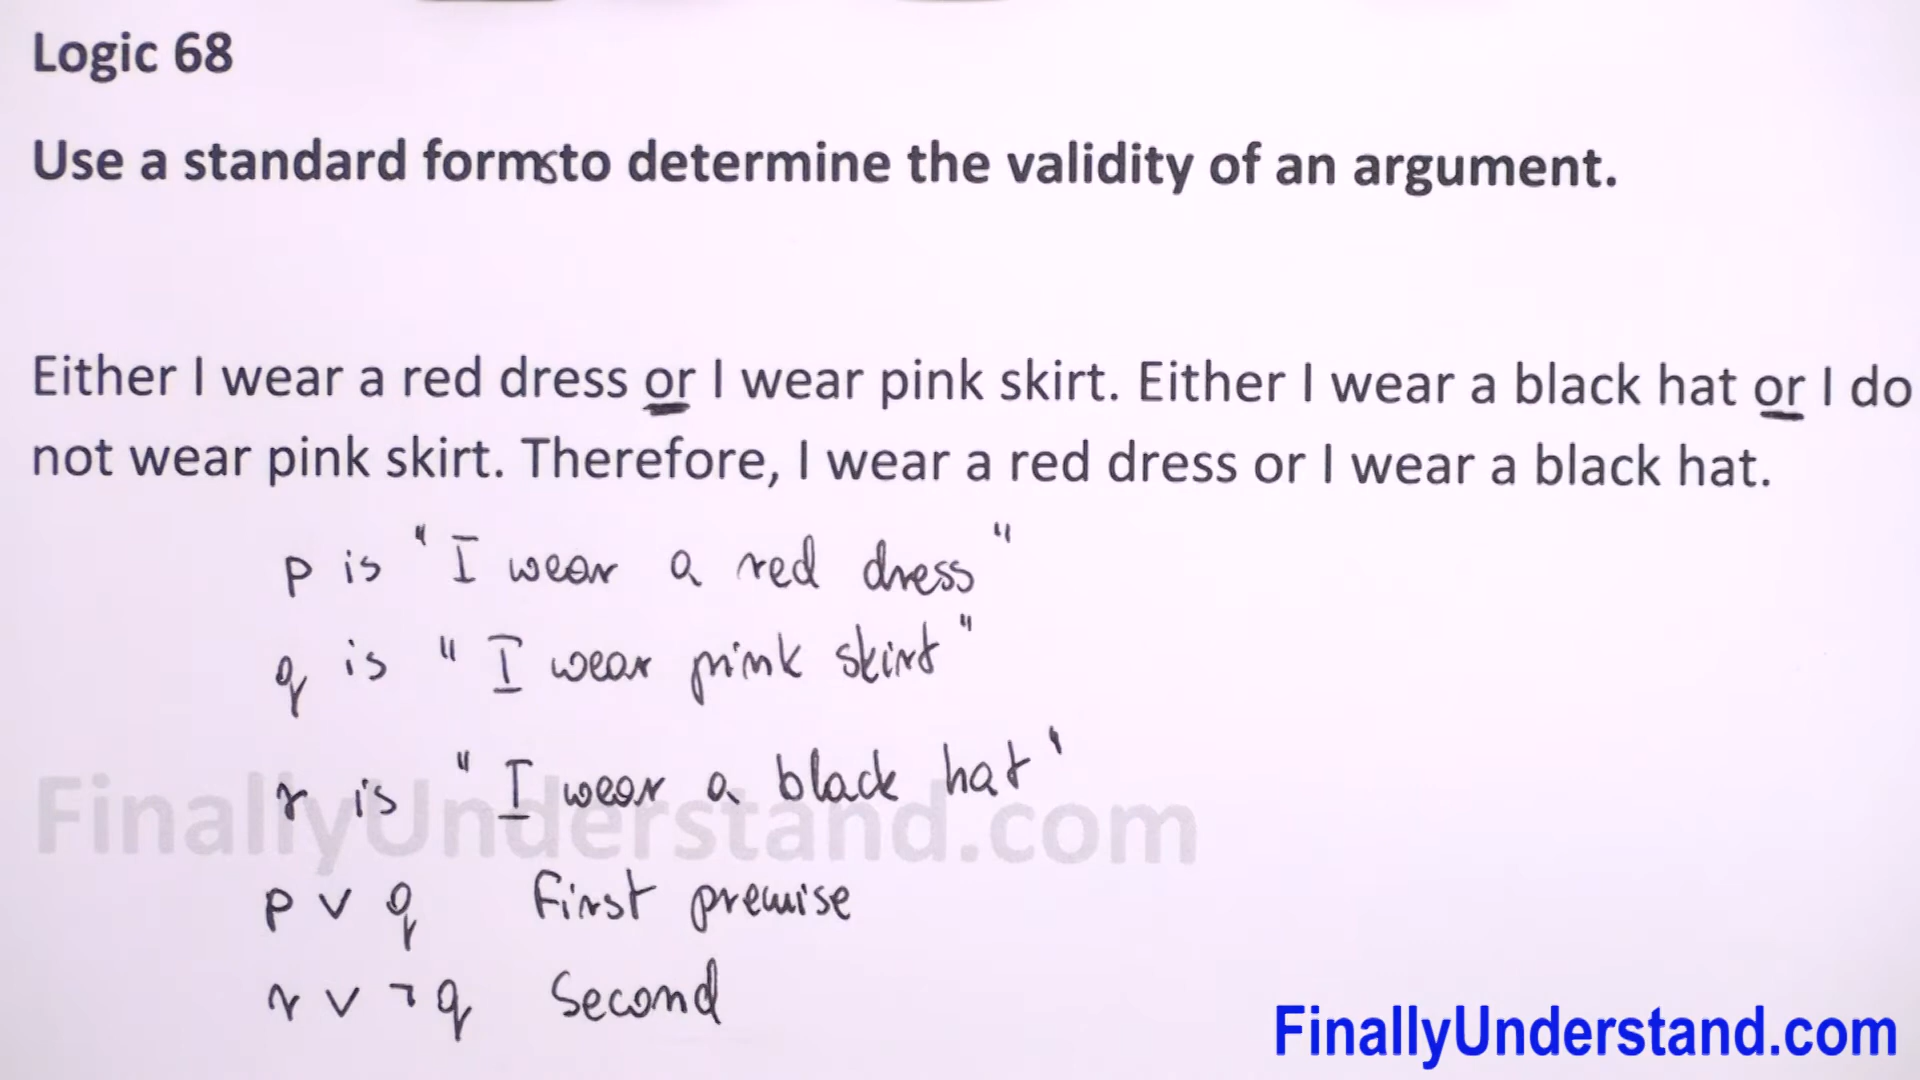 Logic 68
Use a standard forms to determine the validity of an argument.
Either I wear a red dress or I wear pink skirt. Either I wear a black hat or I do
not wear pink skirt. Therefore, I wear a red dress or I wear a black hat.
p is "I wear a red dress"
q is "I wear pink skirt"
r is "I wear a black hat'
FinallyUnderstand.com
p ∨ q first premise
r ∨ ¬q Second
FinallyUnderstand.com